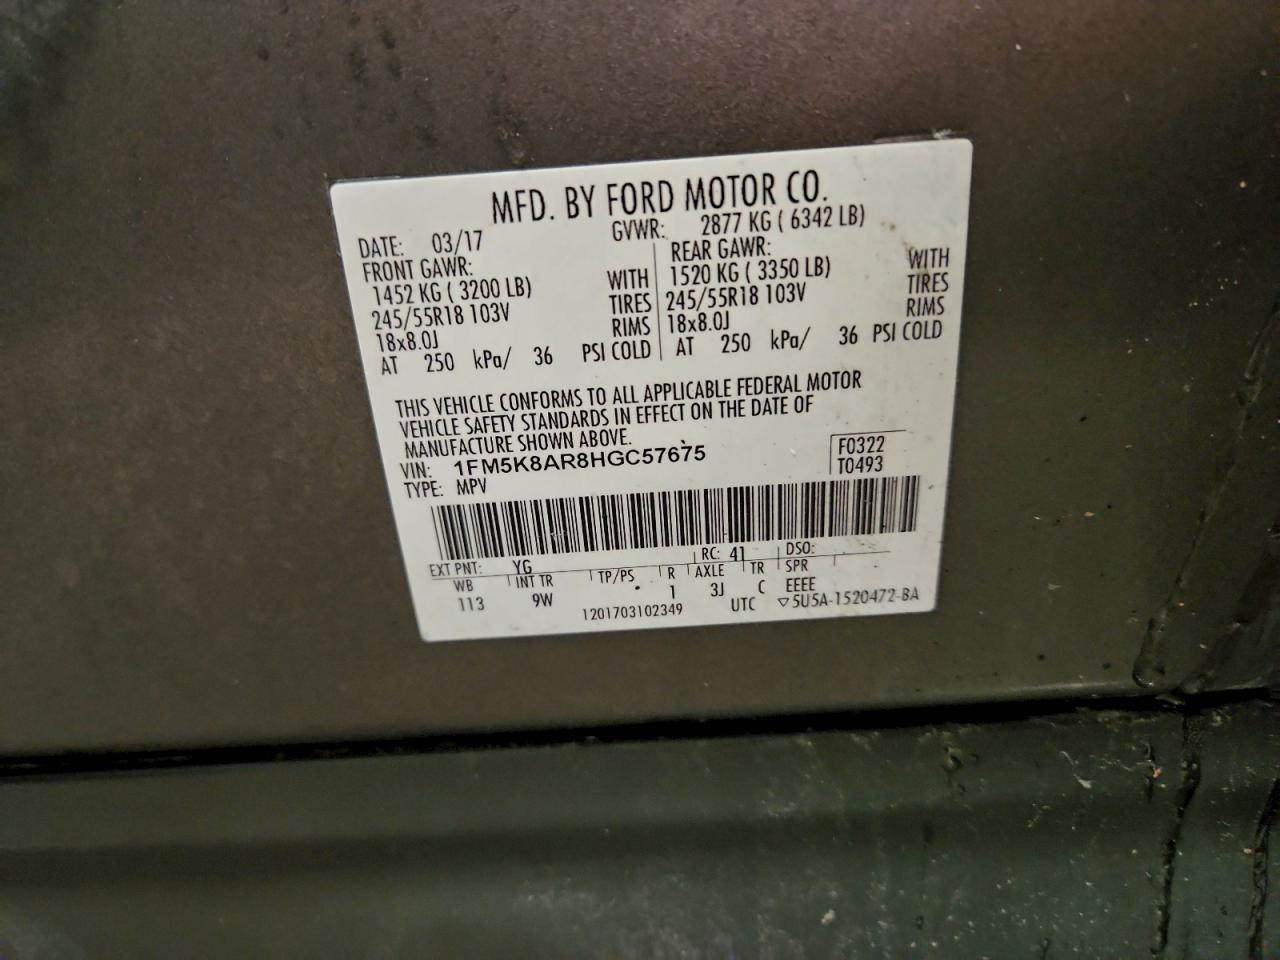 MFD. BY FORD MOTOR CO.
DATE: 03/17 GVWR: 2877 KG ( 6342 LB)
FRONT GAWR: REAR GAWR:
1452 KG ( 3200 LB) WITH 1520 KG ( 3350 LB) WITH
245/55R18 103V TIRES 245/55R18 103V TIRES
18x8.0J RIMS 18x8.0J RIMS
AT 250 kPa/ 36 PSI COLD AT 250 kPa/ 36 PSI COLD
THIS VEHICLE CONFORMS TO ALL APPLICABLE FEDERAL MOTOR
VEHICLE SAFETY STANDARDS IN EFFECT ON THE DATE OF
MANUFACTURE SHOWN ABOVE.
VIN: 1FM5K8AR8HGC57675 F0322
TYPE: MPV T0493
EXT PNT: YG RC: 41 DSO:
WB INT TR TP/PS R AXLE TR SPR
113 9W 1 3J C EEEE
1201703102349 UTC ▽5U5A-1520472-BA